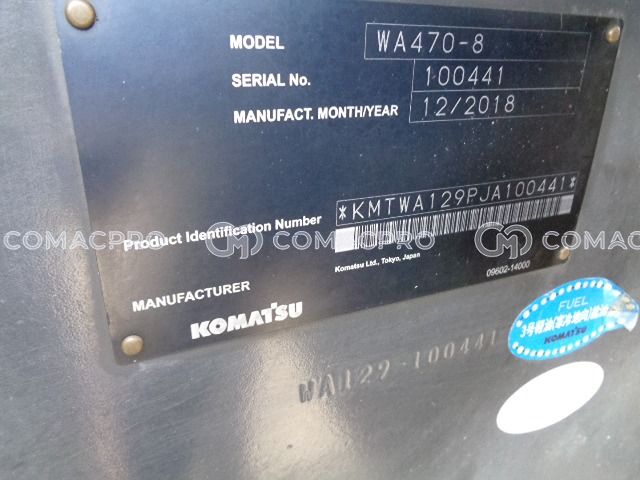 MODEL WA470-8
SERIAL No. 100441
MANUFACT. MONTH/YEAR 12/2018
Product Identification Number *KMTWA129PJA100441*
COMACPRO COMACPRO COMACPRO
Komatsu Ltd., Tokyo, Japan
09602-14000
MANUFACTURER KOMATSU
FUEL
KOMATSU
WA129-100441